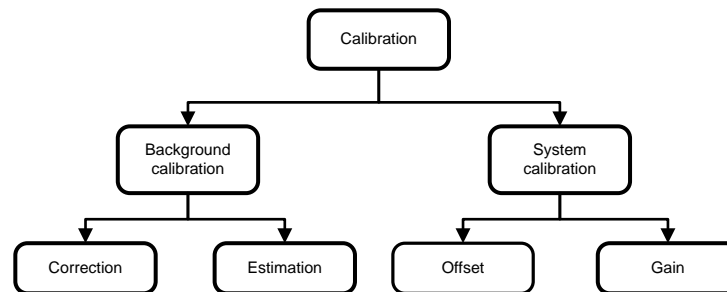 Calibration
Background
calibration
System
calibration
Correction
Estimation
Offset
Gain